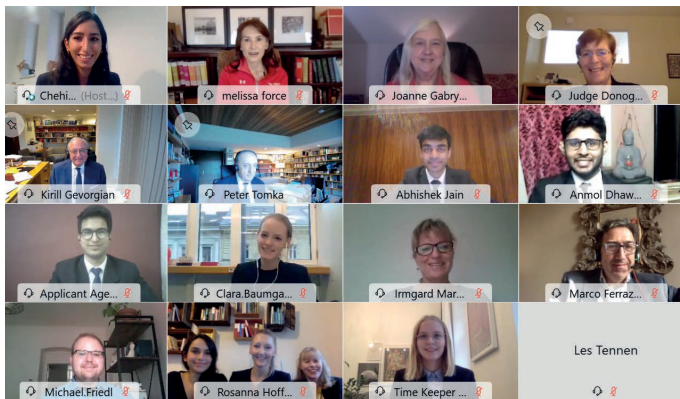 Chehi... (Host...)
melissa force
Joanne Gabry...
Judge Donog...
Kirill Gevorgian
Peter Tomka
Abhishek Jain
Anmol Dhaw...
Applicant Age...
Clara.Baumga...
Irmgard Mar...
Marco Ferraz...
Michael.Friedl
Rosanna Hoff...
Time Keeper ...
Les Tennen